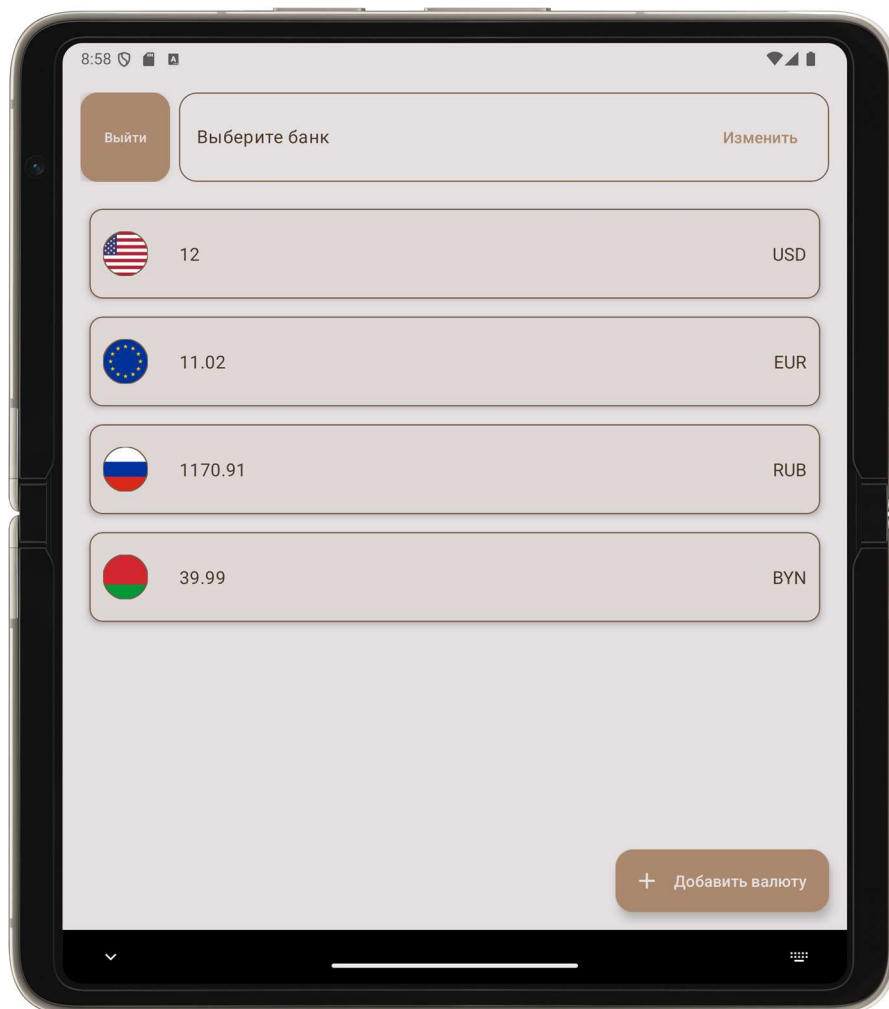 8:58
Выйти
Выберите банк
Изменить
12
USD
11.02
EUR
1170.91
RUB
39.99
BYN
+ Добавить валюту